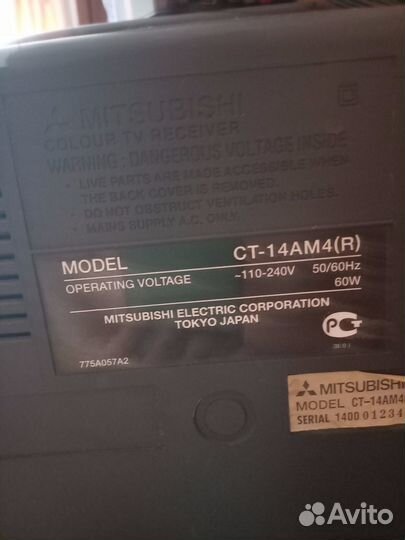 MITSUBISHI
COLOUR TV RECEIVER
WARNING : DANGEROUS VOLTAGE INSIDE
• LIVE PARTS ARE MADE ACCESSIBLE WHEN
THE BACK COVER IS REMOVED.
• DO NOT OBSTRUCT VENTILATION HOLES.
• MAINS SUPPLY A.C. ONLY.
MODEL CT-14AM4(R)
OPERATING VOLTAGE ~110-240V 50/60Hz
60W
MITSUBISHI ELECTRIC CORPORATION
TOKYO JAPAN
775A057A2
MITSUBISHI
MODEL CT-14AM4
SERIAL 1400 01234
Avito